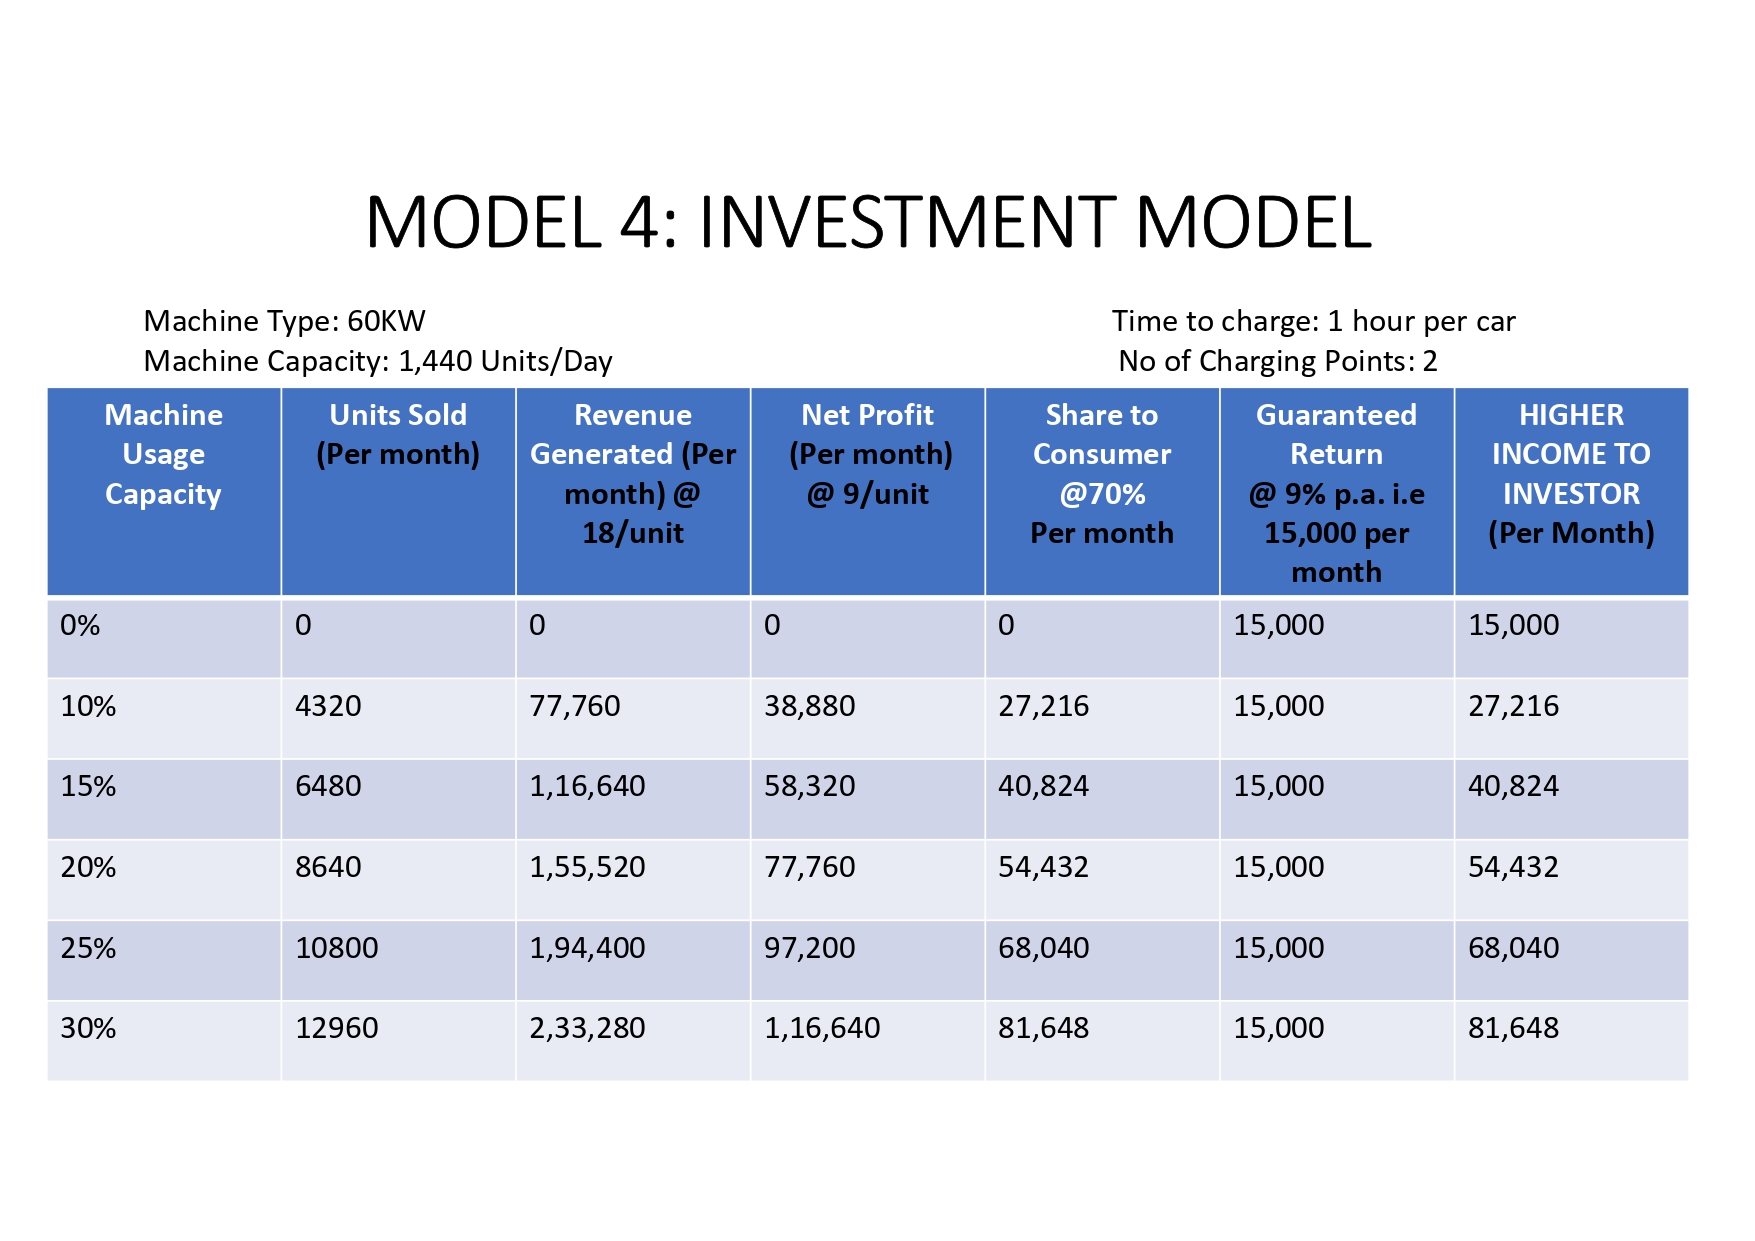 MODEL 4: INVESTMENT MODEL
Machine Type: 60KW
Time to charge: 1 hour per car
Machine Capacity: 1,440 Units/Day
No of Charging Points: 2
Machine
Usage
Capacity
Units Sold
(Per month)
Revenue
Generated (Per
month) @
18/unit
Net Profit
(Per month)
@ 9/unit
Share to
Consumer
@70%
Per month
Guaranteed
Return
@ 9% p.a. i.e
15,000 per
month
HIGHER
INCOME TO
INVESTOR
(Per Month)
0% 0 0 0 0 15,000 15,000
10% 4320 77,760 38,880 27,216 15,000 27,216
15% 6480 1,16,640 58,320 40,824 15,000 40,824
20% 8640 1,55,520 77,760 54,432 15,000 54,432
25% 10800 1,94,400 97,200 68,040 15,000 68,040
30% 12960 2,33,280 1,16,640 81,648 15,000 81,648